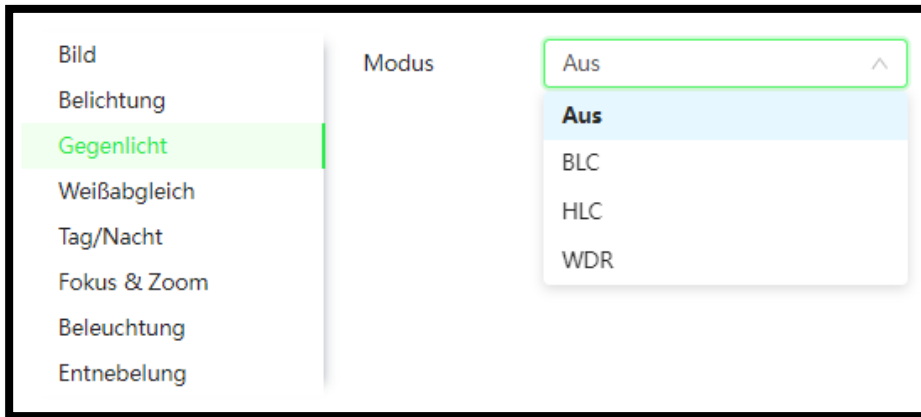 Bild
Belichtung
Gegenlicht
Weißabgleich
Tag/Nacht
Fokus & Zoom
Beleuchtung
Entnebelung
Modus
Aus
Aus
BLC
HLC
WDR